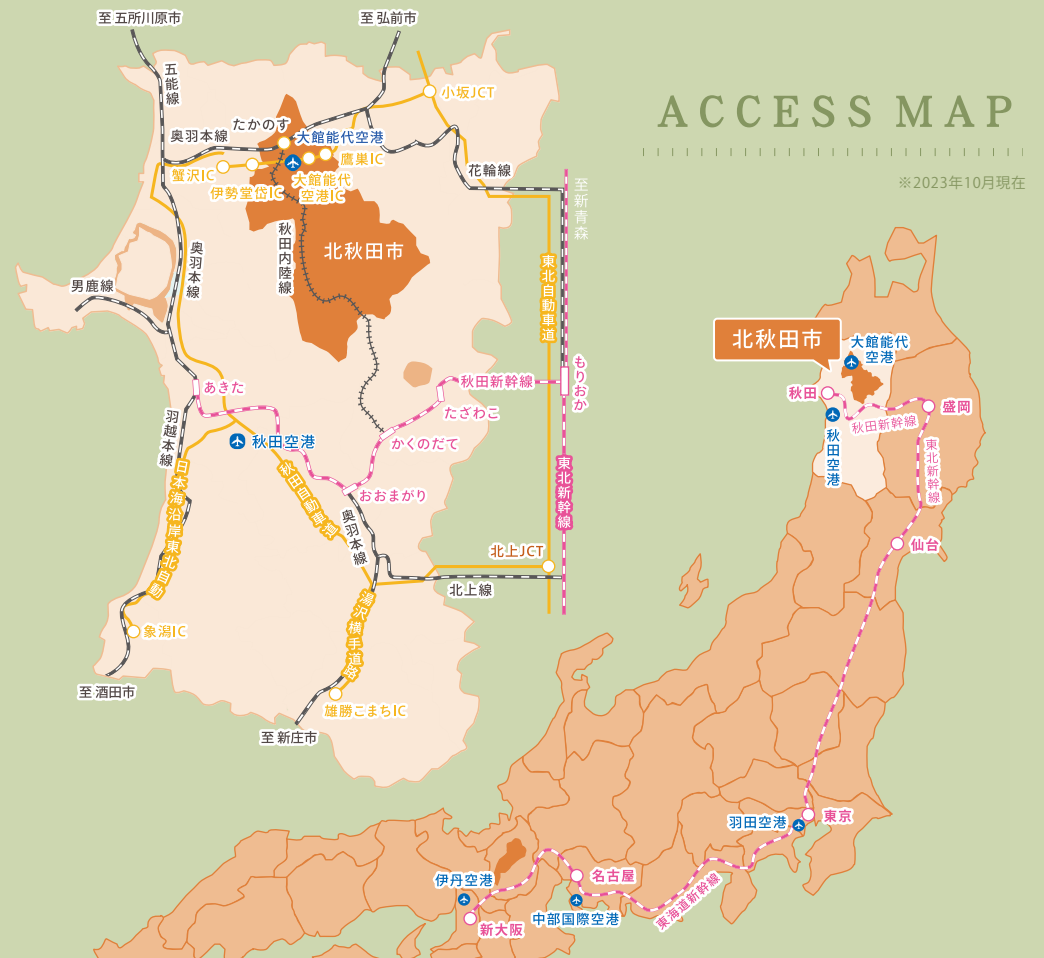 至 五所川原市
至 弘前市
五能線
小坂JCT
ACCESS MAP
たかのす
奥羽本線
大館能代空港
鷹巣IC
蟹沢IC
花輪線
※2023年10月現在
伊勢堂岱IC
大館能代
空港IC
至新青森
秋田内陸線
北秋田市
奥羽本線
東北自動車道
男鹿線
北秋田市
大館能代
空港
あきた
秋田新幹線
もりおか
秋田
盛岡
たざわこ
羽越本線
秋田空港
かくのだて
秋田新幹線
秋田空港
東北新幹線
日本海沿岸東北自動
秋田自動車道
おおまがり
東北新幹線
奥羽本線
北上JCT
仙台
北上線
湯沢横手道路
象潟IC
至 酒田市
雄勝こまちIC
至 新庄市
東京
羽田空港
伊丹空港
名古屋
東海道新幹線
中部国際空港
新大阪